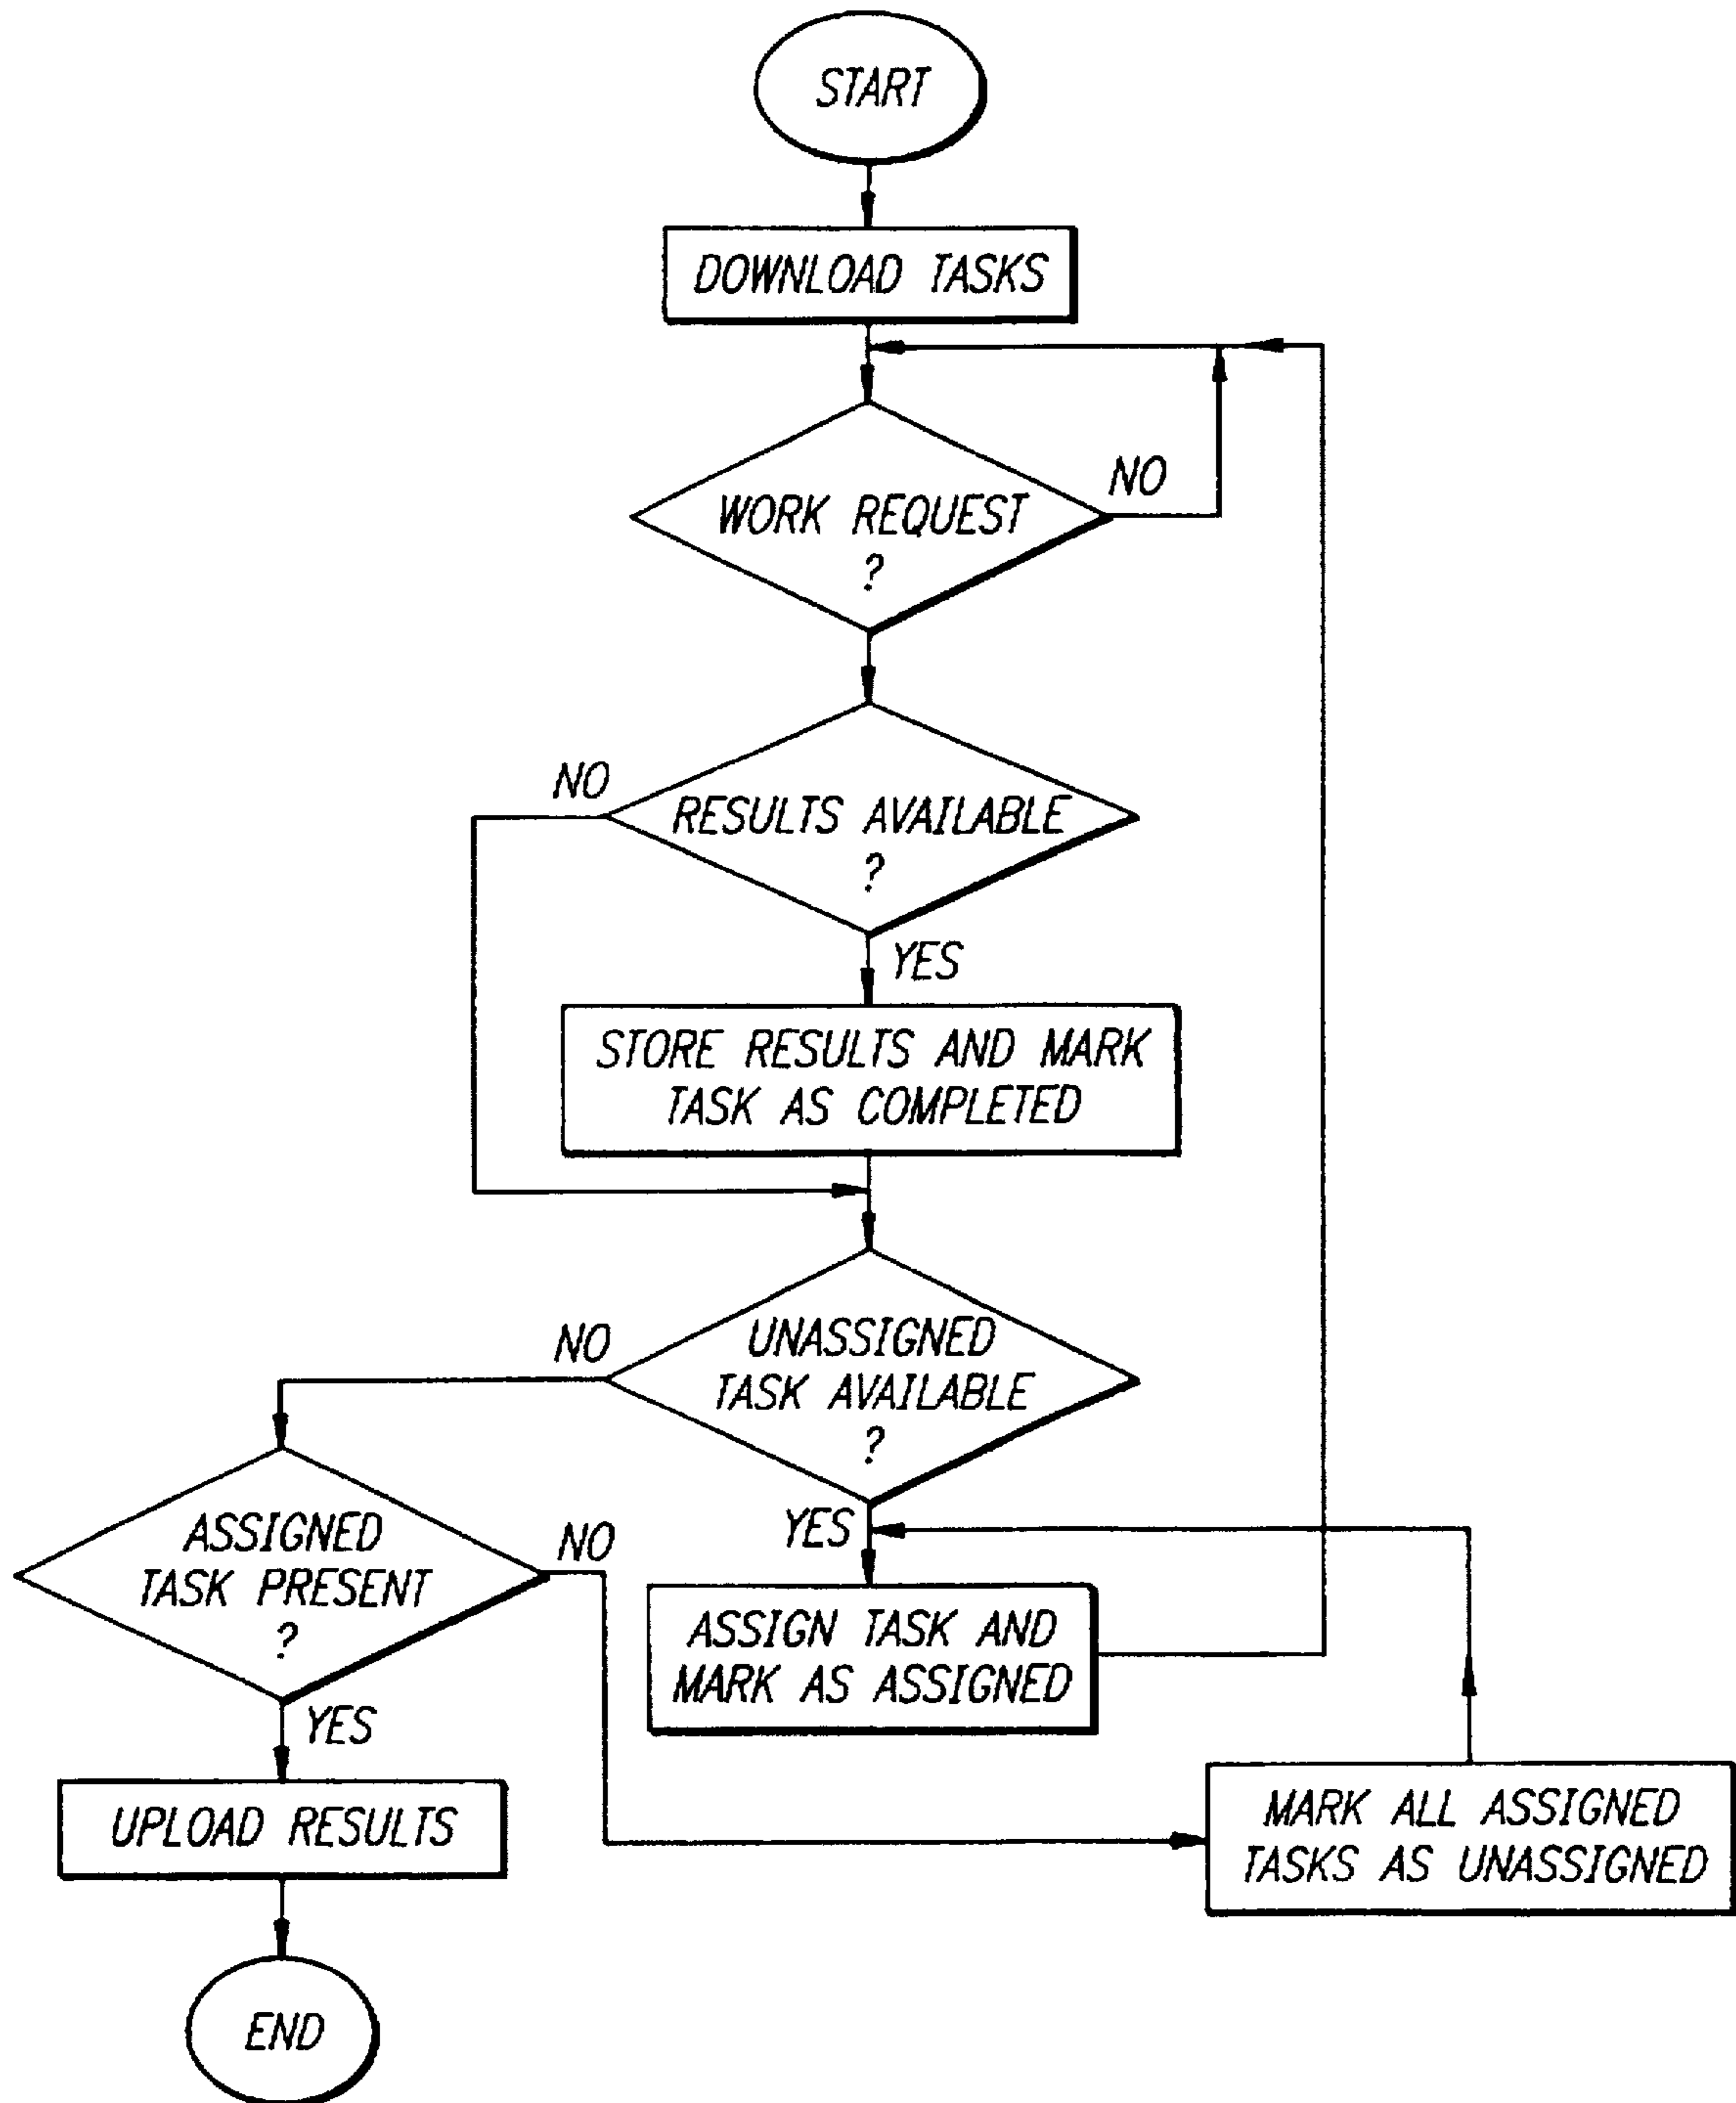 START
DOWNLOAD TASKS
NO
WORK REQUEST
?
NO
RESULTS AVAILABLE
?
YES
STORE RESULTS AND MARK
TASK AS COMPLETED
NO
UNASSIGNED
TASK AVAILABLE
?
YES
ASSIGNED
TASK PRESENT
?
NO
YES
ASSIGN TASK AND
MARK AS ASSIGNED
UPLOAD RESULTS
MARK ALL ASSIGNED
TASKS AS UNASSIGNED
END